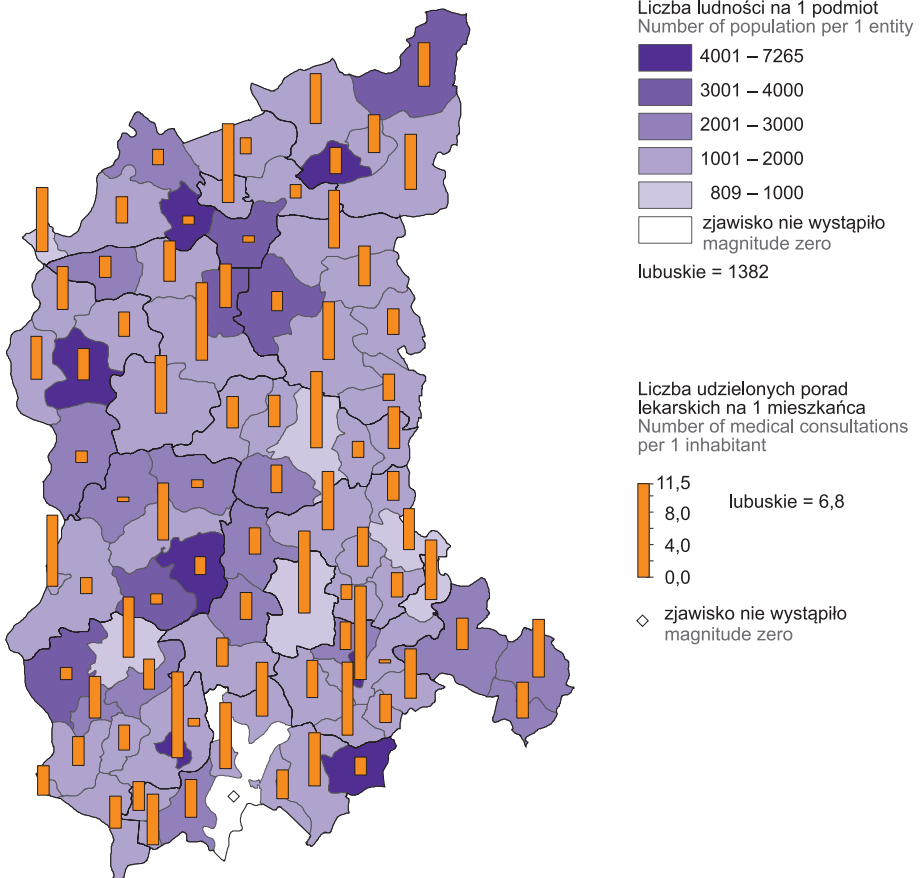 Liczba ludności na 1 podmiot
Number of population per 1 entity
4001 – 7265
3001 – 4000
2001 – 3000
1001 – 2000
809 – 1000
zjawisko nie wystąpiło
magnitude zero
lubuskie = 1382
Liczba udzielonych porad
lekarskich na 1 mieszkańca
Number of medical consultations
per 1 inhabitant
11,5
8,0
4,0
0,0
lubuskie = 6,8
zjawisko nie wystąpiło
magnitude zero